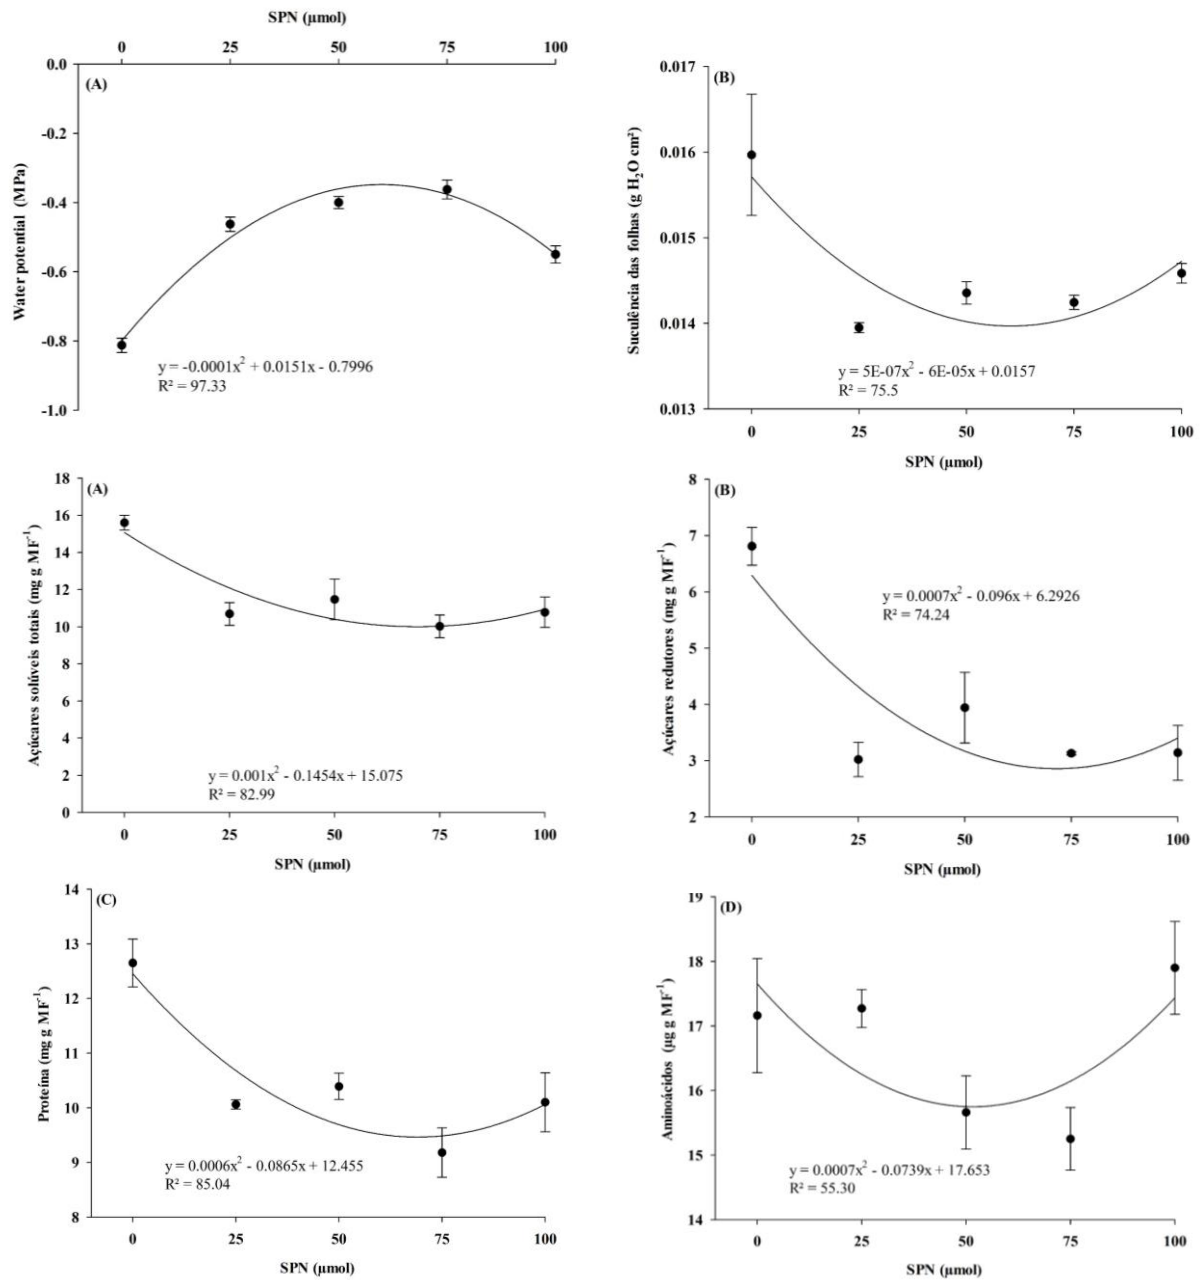 SPN (µmol)
0 25 50 75 100
(A)
0.0
-0.2
-0.4
-0.6
-0.8
-1.0
Water potential (MPa)
y = -0.0001x² + 0.0151x - 0.7996
R² = 97.33
(B)
0.017
0.016
0.015
0.014
0.013
Suculência das folhas (g H₂O cm²)
y = 5E-07x² - 6E-05x + 0.0157
R² = 75.5
0 25 50 75 100
SPN (µmol)
(A)
18
16
14
12
10
8
6
4
2
0
Açúcares solúveis totais (mg g MF⁻¹)
y = 0.001x² - 0.1454x + 15.075
R² = 82.99
0 25 50 75 100
SPN (µmol)
(B)
8
7
6
5
4
3
2
Açúcares redutores (mg g MF⁻¹)
y = 0.0007x² - 0.096x + 6.2926
R² = 74.24
0 25 50 75 100
SPN (µmol)
(C)
14
13
12
11
10
9
8
Proteína (mg g MF⁻¹)
y = 0.0006x² - 0.0865x + 12.455
R² = 85.04
0 25 50 75 100
SPN (µmol)
(D)
19
18
17
16
15
14
Aminoácidos (µg g MF⁻¹)
y = 0.0007x² - 0.0739x + 17.653
R² = 55.30
0 25 50 75 100
SPN (µmol)